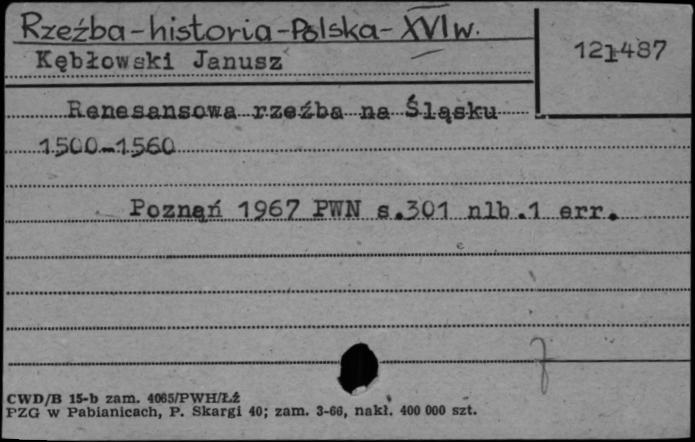 Rzeźba-historia-Polska-XVI w.
Kębłowski Janusz
121487
Renesansowa rzeźba na Śląsku
1500-1560
Poznąń 1967 PWN s.301 nlb.1 err.
CWD/B 15-b zam. 4065/PWH/Łź
PZG w Pabianicach, P. Skargi 40; zam. 3-66, nakł. 400 000 szt.